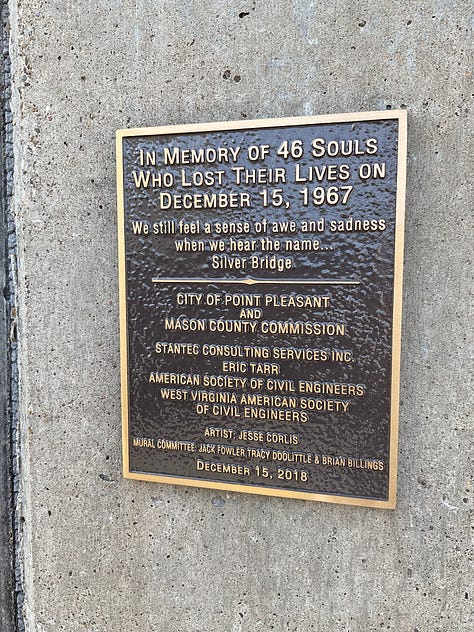 IN MEMORY OF 46 SOULS
WHO LOST THEIR LIVES ON
DECEMBER 15, 1967
We still feel a sense of awe and sadness
when we hear the name...
Silver Bridge
CITY OF POINT PLEASANT
AND
MASON COUNTY COMMISSION
STANTEC CONSULTING SERVICES INC.
ERIC TARR
AMERICAN SOCIETY OF CIVIL ENGINEERS
WEST VIRGINIA AMERICAN SOCIETY
OF CIVIL ENGINEERS
ARTIST: JESSE CORLIS
MURAL COMMITTEE: JACK FOWLER, TRACY DOOLITTLE & BRIAN BILLINGS
DECEMBER 15, 2018